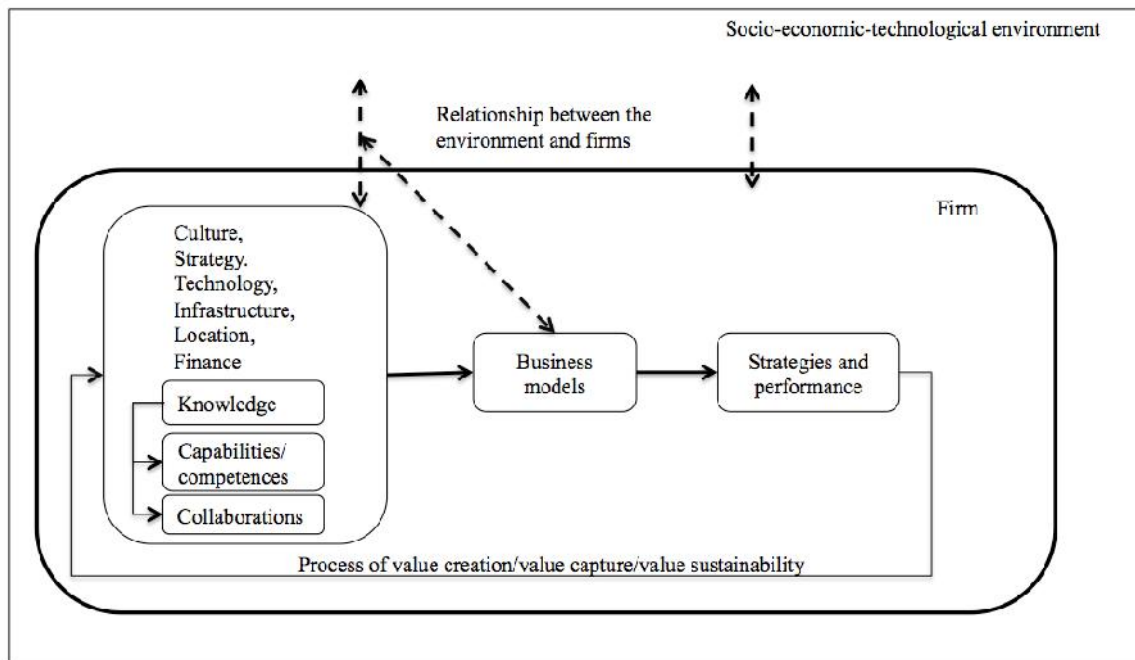 Socio-economic-technological environment
Relationship between the
environment and firms
Firm
Culture,
Strategy.
Technology,
Infrastructure,
Location,
Finance
Knowledge
Capabilities/
competences
Collaborations
Business
models
Strategies and
performance
Process of value creation/value capture/value sustainability